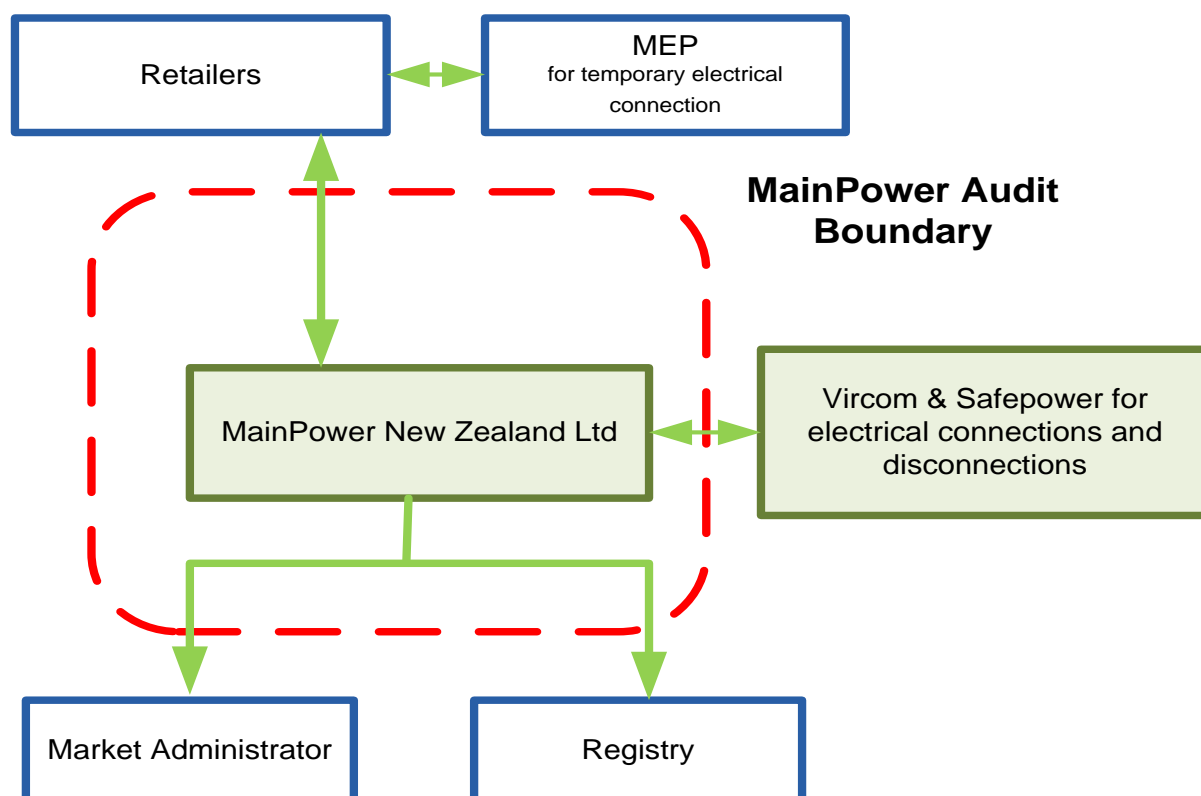 Retailers
MEP
for temporary electrical
connection
MainPower Audit
Boundary
MainPower New Zealand Ltd
Vircom & Safepower for
electrical connections and
disconnections
Market Administrator
Registry